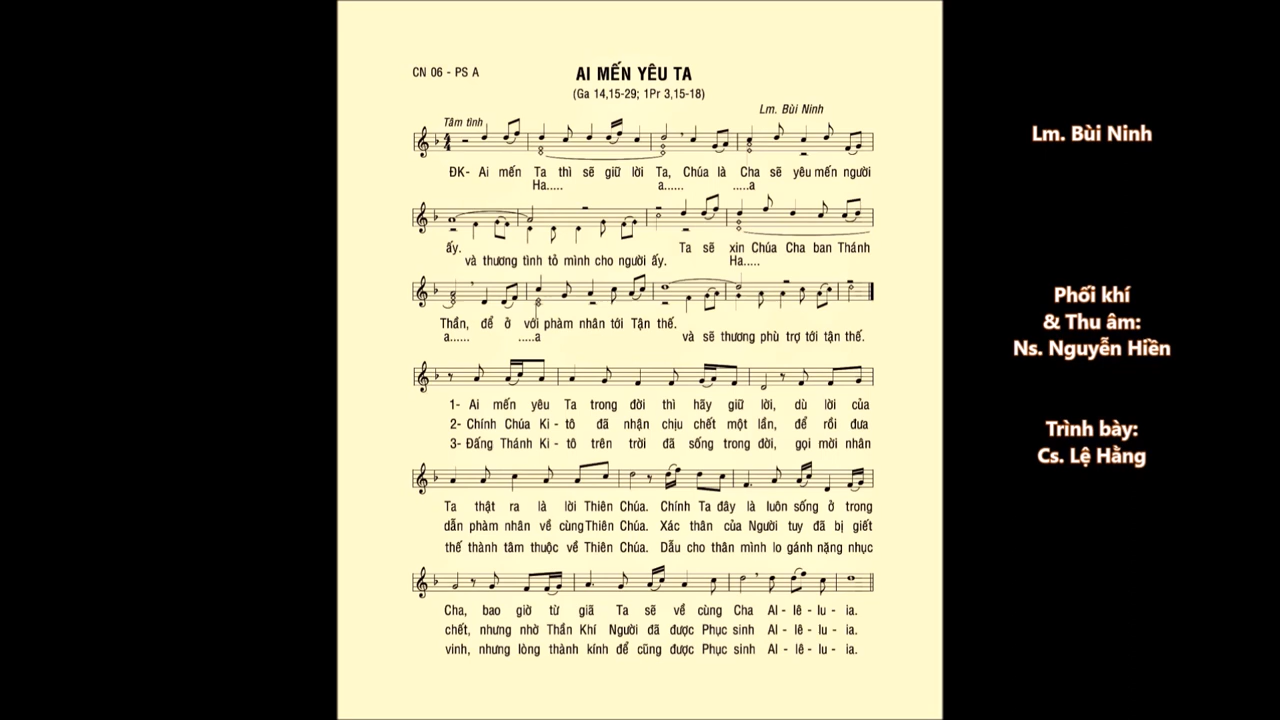 CN 06 - PS A
AI MẾN YÊU TA
(Ga 14,15-29; 1Pr 3,15-18)
Lm. Bùi Ninh
Tâm tình
ĐK- Ai mến Ta thì sẽ giữ lời Ta, Chúa là Cha sẽ yêu mến người
Ha..... a...... .....a
ấy. Ta sẽ xin Chúa Cha ban Thánh
và thương tình tỏ mình cho người ấy. Ha.....
Thần, để ở với phàm nhân tới Tận thế.
a...... .....a và sẽ thương phù trợ tới tận thế.
1- Ai mến yêu Ta trong đời thì hãy giữ lời, dù lời của
2- Chính Chúa Ki - tô đã nhận chịu chết một lần, để rồi đưa
3- Đấng Thánh Ki - tô trên trời đã sống trong đời, gọi mời nhân
Ta thật ra là lời Thiên Chúa. Chính Ta đây là luôn sống ở trong
dẫn phàm nhân về cùng Thiên Chúa. Xác thân của Người tuy đã bị giết
thế thành tâm thuộc về Thiên Chúa. Dẫu cho thân mình lo gánh nặng nhục
Cha, bao giờ từ giã Ta sẽ về cùng Cha Al - lê - lu - ia.
chết, nhưng nhờ Thần Khí Người đã được Phục sinh Al - lê - lu - ia.
vinh, nhưng lòng thành kính để cũng được Phục sinh Al - lê - lu - ia.
Lm. Bùi Ninh
Phối khí
& Thu âm:
Ns. Nguyễn Hiền
Trình bày:
Cs. Lệ Hằng